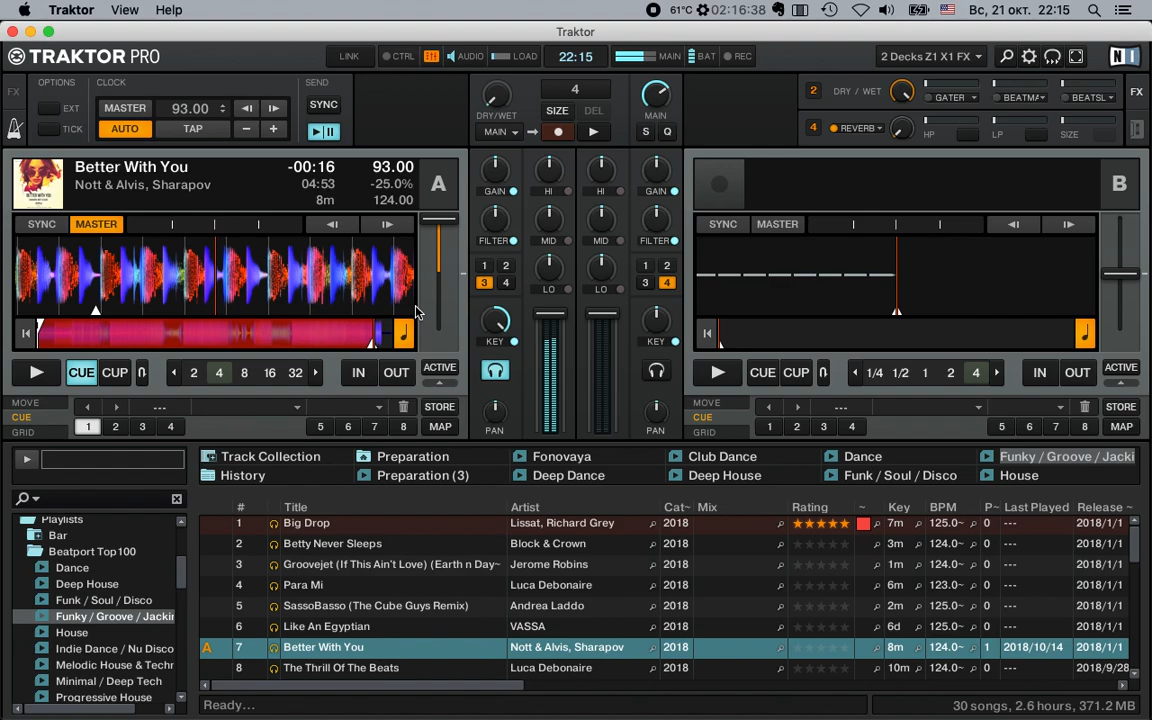 Traktor View Help 61°C 02:16:38 Вс, 21 окт. 22:15
Traktor
TRAKTOR PRO LINK CTRL AUDIO LOAD 22:15 MAIN BAT REC 2 Decks Z1 X1 FX
FX OPTIONS CLOCK SEND 4 2 DRY / WET GATER BEATMA BEATSL FX
EXT MASTER 93.00 SYNC DRY/WET SIZE DEL MAIN
TICK AUTO TAP MAIN S Q 4 REVERB HP LP SIZE
Better With You -00:16 93.00
Nott & Alvis, Sharapov 04:53 -25.0% A B
8m 124.00 GAIN HI HI GAIN
SYNC MASTER SYNC MASTER
FILTER MID MID FILTER
1 2 1 2
3 4 LO LO 3 4
KEY KEY
CUE CUP 2 4 8 16 32 IN OUT ACTIVE CUE CUP 1/4 1/2 1 2 4 IN OUT ACTIVE
MOVE MOVE
CUE --- STORE CUE --- STORE
GRID 1 2 3 4 5 6 7 8 MAP PAN PAN GRID 1 2 3 4 5 6 7 8 MAP
Track Collection Preparation Fonovaya Club Dance Dance Funky / Groove / Jacki
History Preparation (3) Deep Dance Deep House Funk / Soul / Disco House
# Title Artist Cat~ Mix Rating ~ Key BPM P~ Last Played Release ~
1 Big Drop Lissat, Richard Grey 2018 7m 125.0~ 0 --- 2018/1/1
2 Betty Never Sleeps Block & Crown 2018 3m 124.0~ 0 --- 2018/1/1
3 Groovejet (If This Ain't Love) (Earth n Day~ Jerome Robins 2018 1m 124.0~ 0 --- 2018/1/1
4 Para Mi Luca Debonaire 2018 6m 123.0~ 0 --- 2018/1/1
5 SassoBasso (The Cube Guys Remix) Andrea Laddo 2018 2m 125.0~ 0 --- 2018/1/1
6 Like An Egyptian VASSA 2018 6d 125.0~ 0 --- 2018/1/1
A 7 Better With You Nott & Alvis, Sharapov 2018 8m 124.0~ 1 2018/10/14 2018/1/1
8 The Thrill Of The Beats Luca Debonaire 2018 10m 124.0~ 0 --- 2018/9/28
Playlists
Bar
Beatport Top100
Dance
Deep House
Funk / Soul / Disco
Funky / Groove / Jackin
House
Indie Dance / Nu Disco
Melodic House & Techn
Minimal / Deep Tech
Progressive House
Ready... 30 songs, 2.6 hours, 371.2 MB